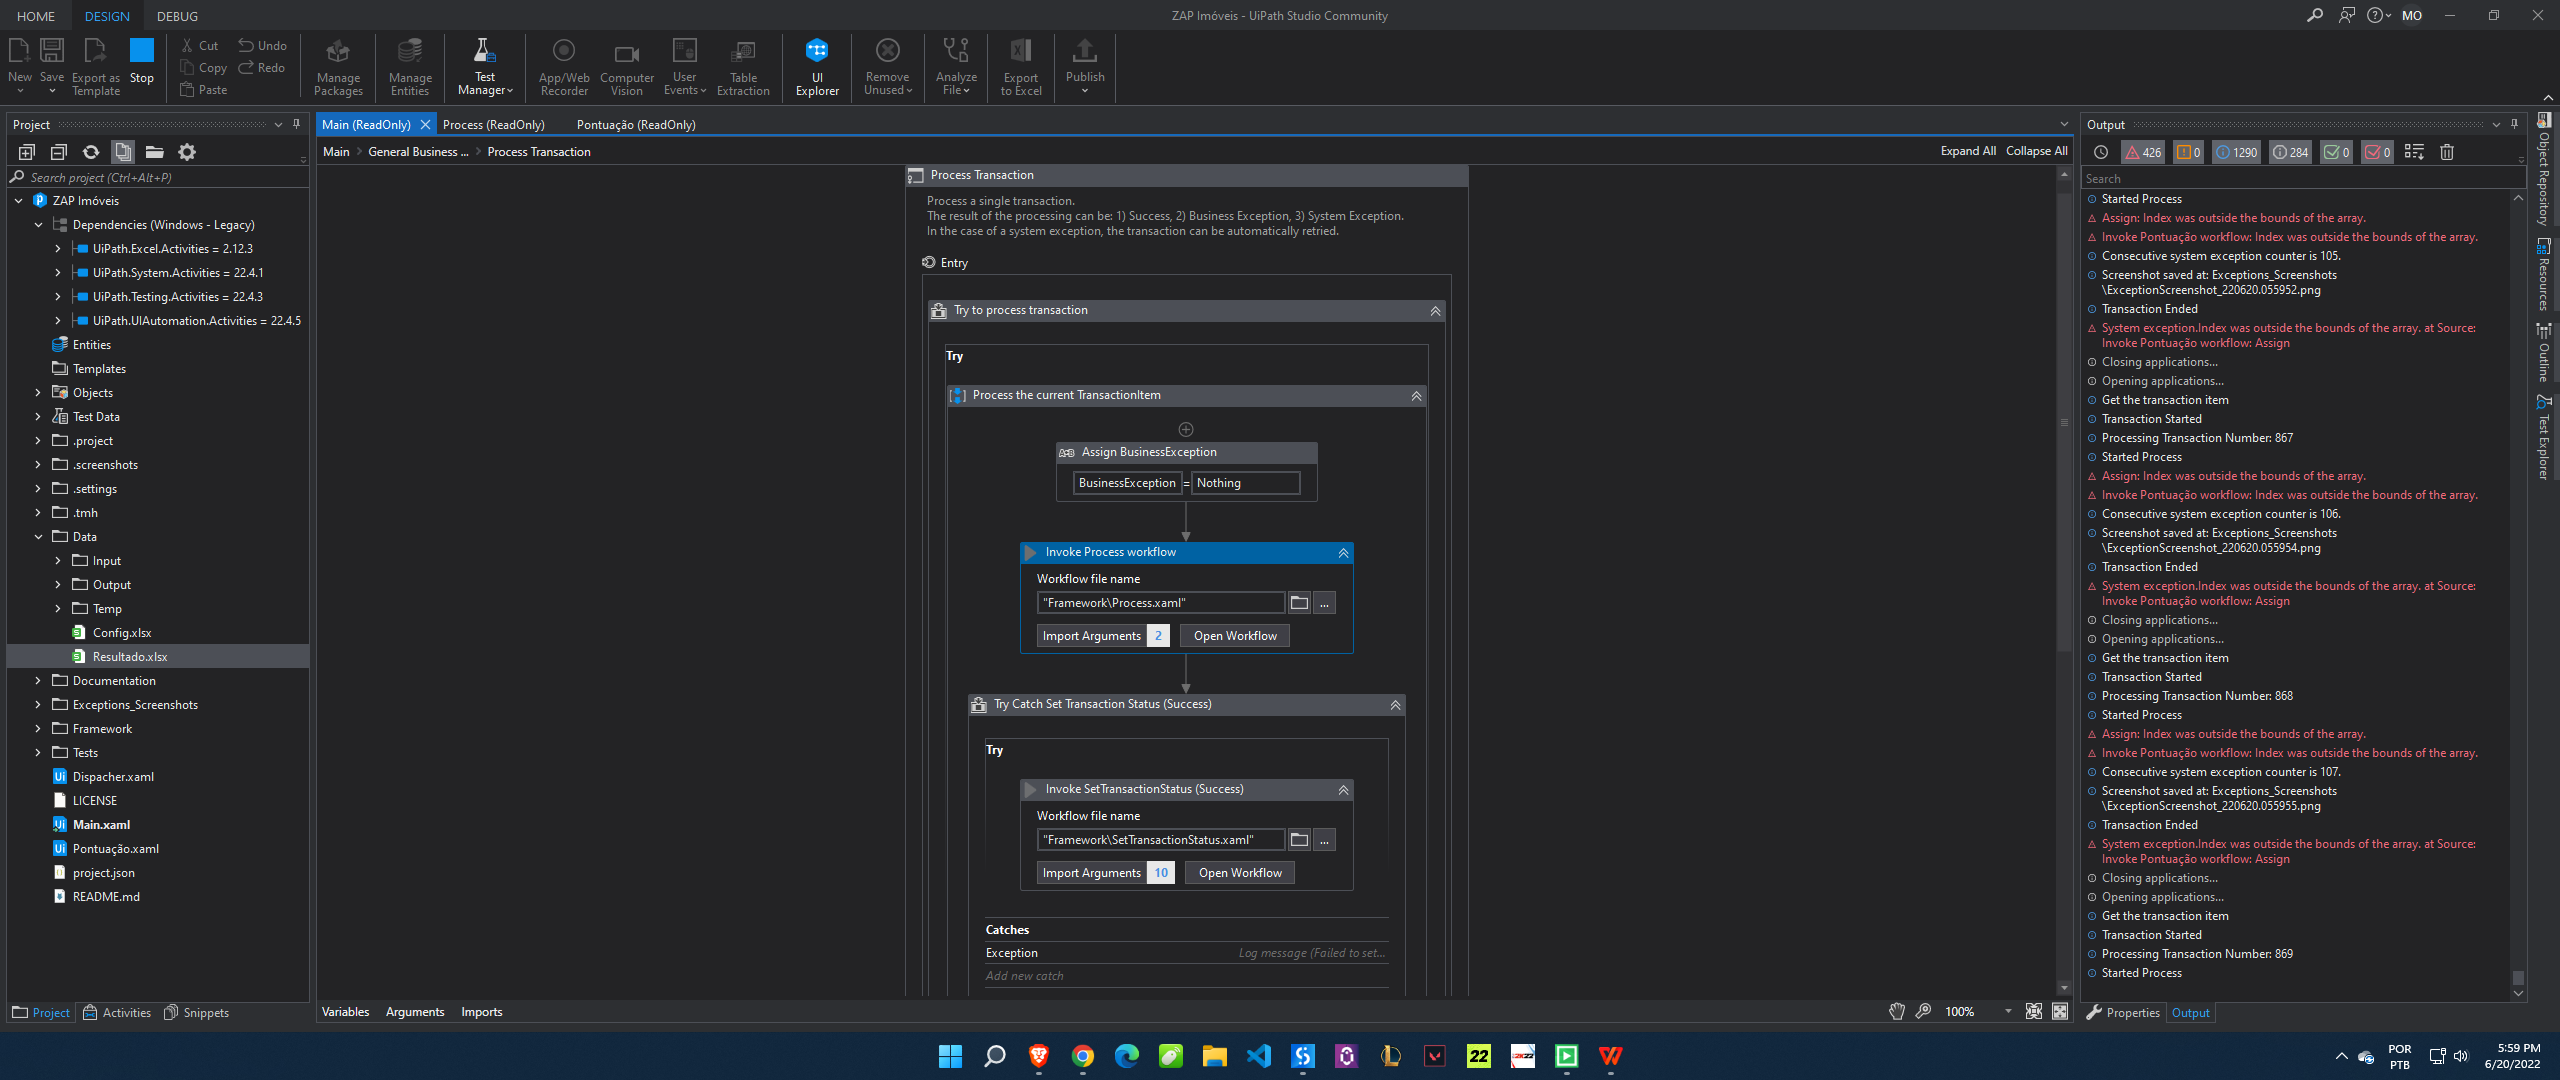 HOME DESIGN DEBUG
ZAP Imóveis - UiPath Studio Community
MO
New
Save
Export as Template
Stop
Cut
Copy
Paste
Undo
Redo
Manage Packages
Manage Entities
Test Manager
App/Web Recorder
Computer Vision
User Events
Table Extraction
UI Explorer
Remove Unused
Analyze File
Export to Excel
Publish
Project
Search project (Ctrl+Alt+P)
ZAP Imóveis
Dependencies (Windows - Legacy)
UiPath.Excel.Activities = 2.12.3
UiPath.System.Activities = 22.4.1
UiPath.Testing.Activities = 22.4.3
UiPath.UIAutomation.Activities = 22.4.5
Entities
Templates
Objects
Test Data
.project
.screenshots
.settings
.tmh
Data
Input
Output
Temp
Config.xlsx
Resultado.xlsx
Documentation
Exceptions_Screenshots
Framework
Tests
Dispacher.xaml
LICENSE
Main.xaml
Pontuação.xaml
project.json
README.md
Project Activities Snippets
Main (ReadOnly) Process (ReadOnly) Pontuação (ReadOnly)
Main > General Business ... > Process Transaction
Expand All Collapse All
Process Transaction
Process a single transaction.
The result of the processing can be: 1) Success, 2) Business Exception, 3) System Exception.
In the case of a system exception, the transaction can be automatically retried.
Entry
Try to process transaction
Try
Process the current TransactionItem
Assign BusinessException
BusinessException = Nothing
Invoke Process workflow
Workflow file name
"Framework\Process.xaml"
...
Import Arguments 2 Open Workflow
Try Catch Set Transaction Status (Success)
Try
Invoke SetTransactionStatus (Success)
Workflow file name
"Framework\SetTransactionStatus.xaml"
...
Import Arguments 10 Open Workflow
Catches
Exception Log message (Failed to set...
Add new catch
Variables Arguments Imports
100%
Output
426 0 1290 284 0 0
Search
Started Process
Assign: Index was outside the bounds of the array.
Invoke Pontuação workflow: Index was outside the bounds of the array.
Consecutive system exception counter is 105.
Screenshot saved at: Exceptions_Screenshots
\ExceptionScreenshot_220620.055952.png
Transaction Ended
System exception.Index was outside the bounds of the array. at Source:
Invoke Pontuação workflow: Assign
Closing applications...
Opening applications...
Get the transaction item
Transaction Started
Processing Transaction Number: 867
Started Process
Assign: Index was outside the bounds of the array.
Invoke Pontuação workflow: Index was outside the bounds of the array.
Consecutive system exception counter is 106.
Screenshot saved at: Exceptions_Screenshots
\ExceptionScreenshot_220620.055954.png
Transaction Ended
System exception.Index was outside the bounds of the array. at Source:
Invoke Pontuação workflow: Assign
Closing applications...
Opening applications...
Get the transaction item
Transaction Started
Processing Transaction Number: 868
Started Process
Assign: Index was outside the bounds of the array.
Invoke Pontuação workflow: Index was outside the bounds of the array.
Consecutive system exception counter is 107.
Screenshot saved at: Exceptions_Screenshots
\ExceptionScreenshot_220620.055955.png
Transaction Ended
System exception.Index was outside the bounds of the array. at Source:
Invoke Pontuação workflow: Assign
Closing applications...
Opening applications...
Get the transaction item
Transaction Started
Processing Transaction Number: 869
Started Process
Properties Output
Object Repository
Resources
Outline
Test Explorer
22
2K22
POR
PTB
5:59 PM
6/20/2022